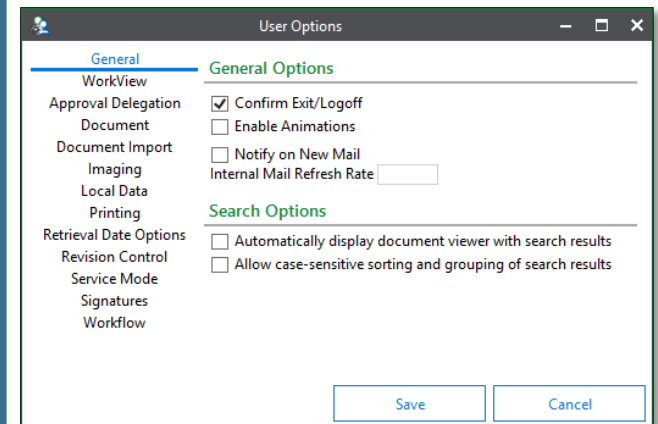 User Options
General
WorkView
Approval Delegation
Document
Document Import
Imaging
Local Data
Printing
Retrieval Date Options
Revision Control
Service Mode
Signatures
Workflow
General Options
Confirm Exit/Logoff
Enable Animations
Notify on New Mail
Internal Mail Refresh Rate
Search Options
Automatically display document viewer with search results
Allow case-sensitive sorting and grouping of search results
Save Cancel